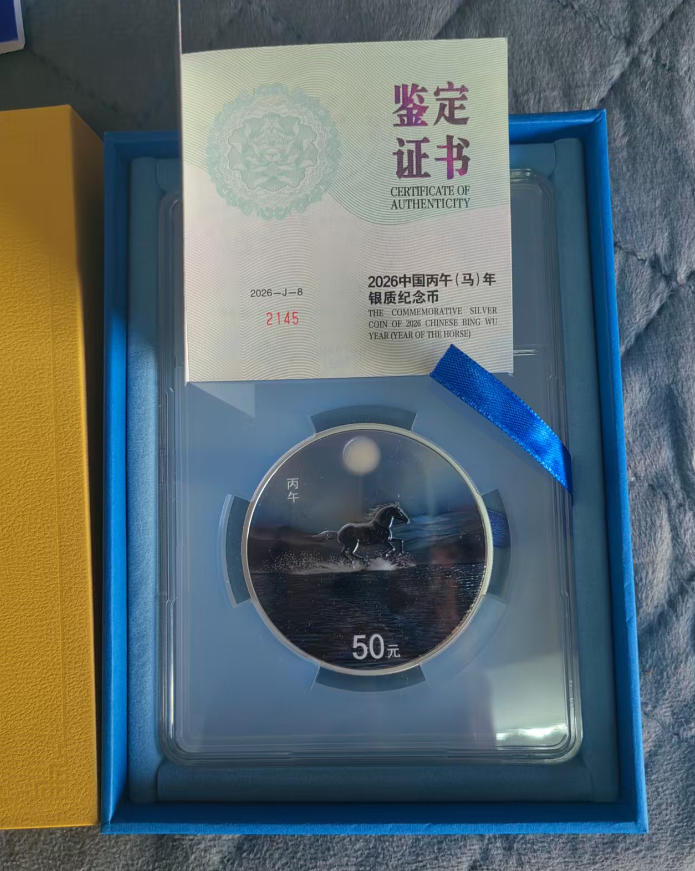 鉴定
证书
CERTIFICATE OF
AUTHENTICITY
2026-J-8
2145
2026中国丙午(马)年
银质纪念币
THE COMMEMORATIVE SILVER
COIN OF 2026 CHINESE BING WU
YEAR (YEAR OF THE HORSE)
丙午
50元